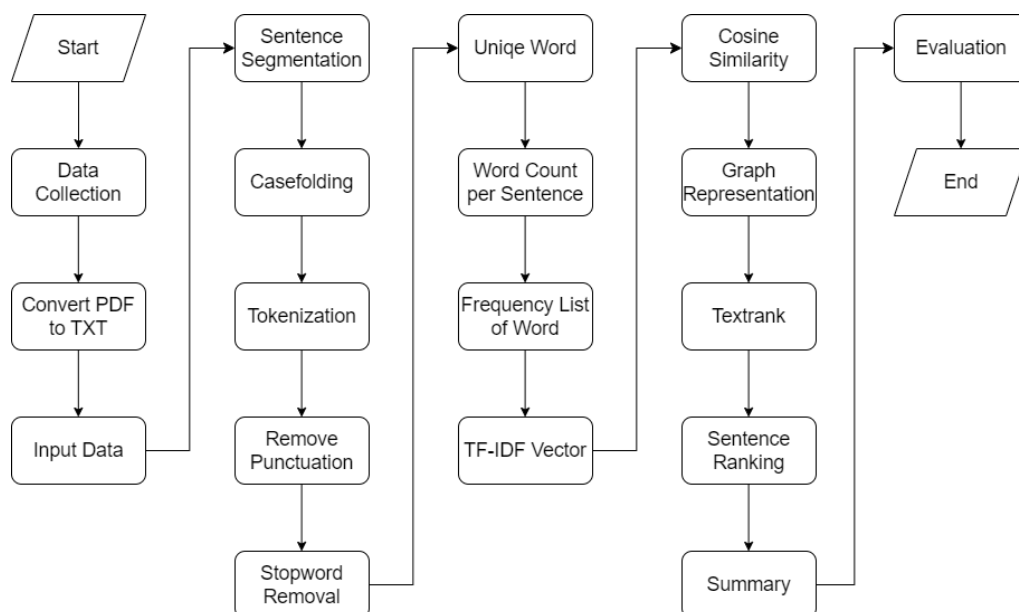 Start
Data
Collection
Convert PDF
to TXT
Input Data
Sentence
Segmentation
Casefolding
Tokenization
Remove
Punctuation
Stopword
Removal
Uniqe Word
Word Count
per Sentence
Frequency List
of Word
TF-IDF Vector
Cosine
Similarity
Graph
Representation
Textrank
Sentence
Ranking
Summary
Evaluation
End